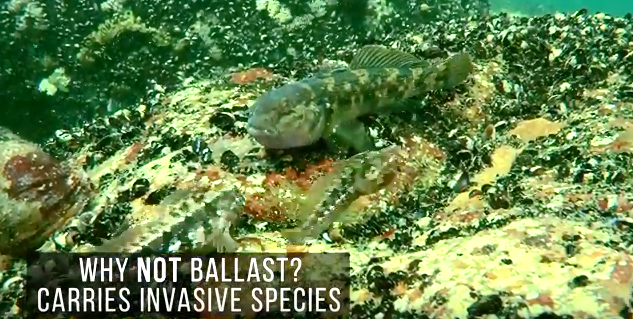 WHY NOT BALLAST?
CARRIES INVASIVE SPECIES